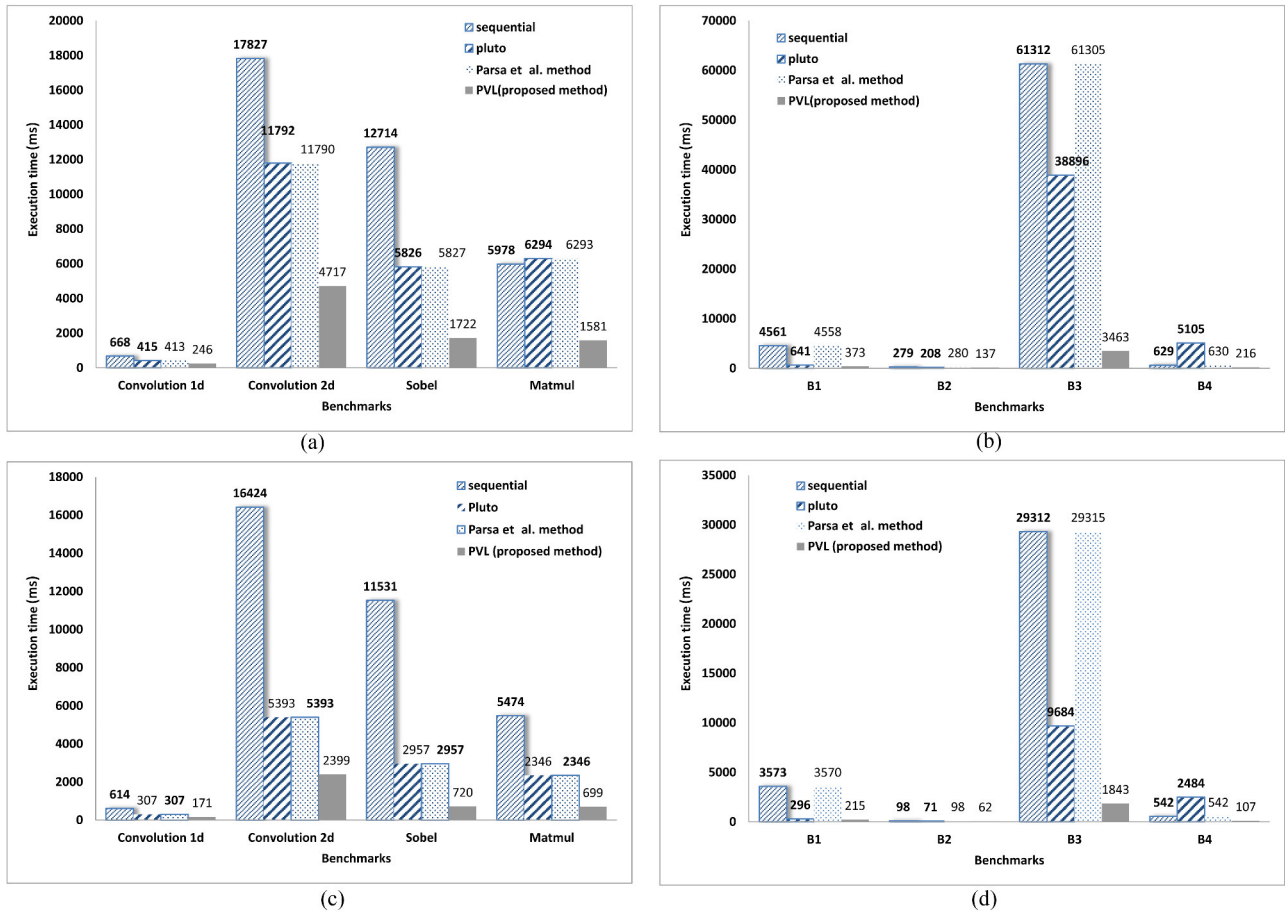 20000
18000
16000
14000
12000
10000
8000
6000
4000
2000
0
Execution time (ms)
sequential
pluto
Parsa et al. method
PVL(proposed method)
668
415
413
246
17827
11792
11790
4717
12714
5826
5827
1722
5978
6294
6293
1581
Convolution 1d
Convolution 2d
Sobel
Matmul
Benchmarks
(a)
70000
60000
50000
40000
30000
20000
10000
0
Execution time (ms)
sequential
pluto
Parsa et al. method
PVL(proposed method)
4561
641
4558
373
279
208
280
137
61312
38896
61305
3463
629
5105
630
216
B1
B2
B3
B4
Benchmarks
(b)
18000
16000
14000
12000
10000
8000
6000
4000
2000
0
Execution time (ms)
sequential
Pluto
Parsa et al. method
PVL (proposed method)
614
307
307
171
16424
5393
5393
2399
11531
2957
2957
720
5474
2346
2346
699
Convolution 1d
Convolution 2d
Sobel
Matmul
Benchmarks
(c)
35000
30000
25000
20000
15000
10000
5000
0
Execution time (ms)
sequential
pluto
Parsa et al. method
PVL (proposed method)
3573
296
3570
215
98
71
98
62
29312
9684
29315
1843
542
2484
542
107
B1
B2
B3
B4
Benchmarks
(d)